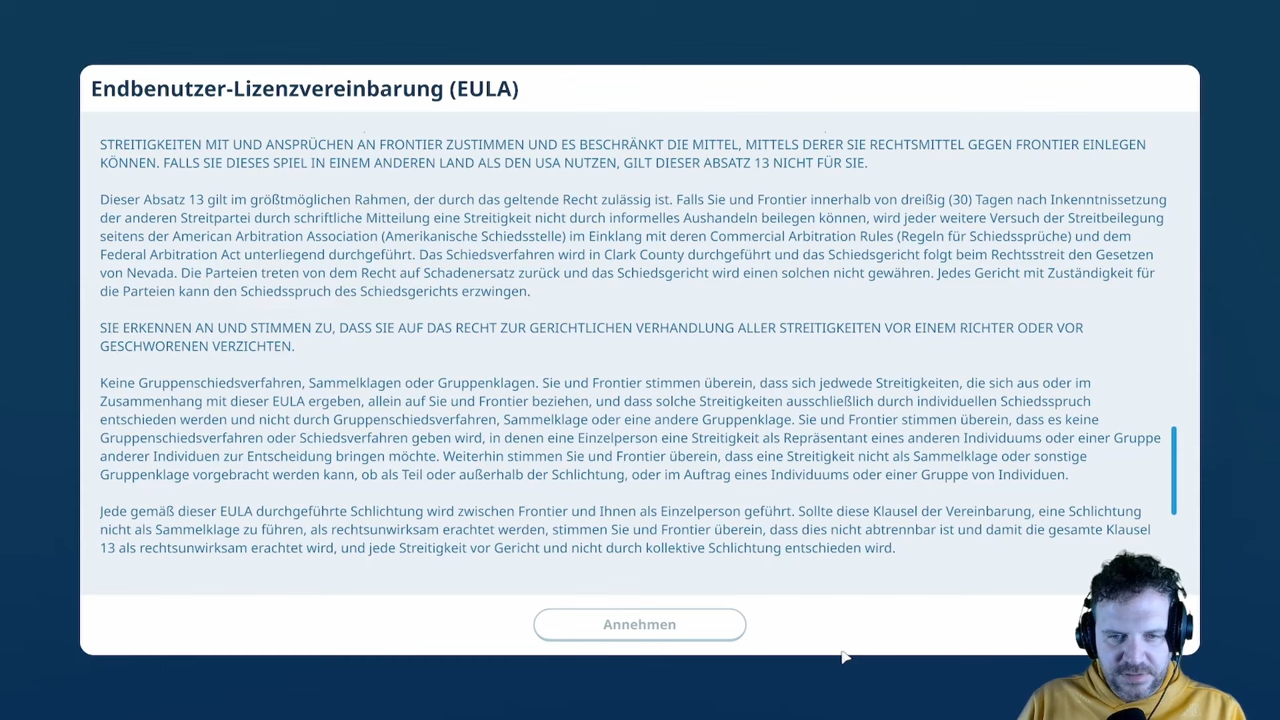 Endbenutzer-Lizenzvereinbarung (EULA)
STREITIGKEITEN MIT UND ANSPRÜCHEN AN FRONTIER ZUSTIMMEN UND ES BESCHRÄNKT DIE MITTEL, MITTELS DERER SIE RECHTSMITTEL GEGEN FRONTIER EINLEGEN
KÖNNEN. FALLS SIE DIESES SPIEL IN EINEM ANDEREN LAND ALS DEN USA NUTZEN, GILT DIESER ABSATZ 13 NICHT FÜR SIE.
Dieser Absatz 13 gilt im größtmöglichen Rahmen, der durch das geltende Recht zulässig ist. Falls Sie und Frontier innerhalb von dreißig (30) Tagen nach Inkenntnissetzung
der anderen Streitpartei durch schriftliche Mitteilung eine Streitigkeit nicht durch informelles Aushandeln beilegen können, wird jeder weitere Versuch der Streitbeilegung
seitens der American Arbitration Association (Amerikanische Schiedsstelle) im Einklang mit deren Commercial Arbitration Rules (Regeln für Schiedssprüche) und dem
Federal Arbitration Act unterliegend durchgeführt. Das Schiedsverfahren wird in Clark County durchgeführt und das Schiedsgericht folgt beim Rechtsstreit den Gesetzen
von Nevada. Die Parteien treten von dem Recht auf Schadenersatz zurück und das Schiedsgericht wird einen solchen nicht gewähren. Jedes Gericht mit Zuständigkeit für
die Parteien kann den Schiedsspruch des Schiedsgerichts erzwingen.
SIE ERKENNEN AN UND STIMMEN ZU, DASS SIE AUF DAS RECHT ZUR GERICHTLICHEN VERHANDLUNG ALLER STREITIGKEITEN VOR EINEM RICHTER ODER VOR
GESCHWORENEN VERZICHTEN.
Keine Gruppenschiedsverfahren, Sammelklagen oder Gruppenklagen. Sie und Frontier stimmen überein, dass sich jedwede Streitigkeiten, die sich aus oder im
Zusammenhang mit dieser EULA ergeben, allein auf Sie und Frontier beziehen, und dass solche Streitigkeiten ausschließlich durch individuellen Schiedsspruch
entschieden werden und nicht durch Gruppenschiedsverfahren, Sammelklage oder eine andere Gruppenklage. Sie und Frontier stimmen überein, dass es keine
Gruppenschiedsverfahren oder Schiedsverfahren geben wird, in denen eine Einzelperson eine Streitigkeit als Repräsentant eines anderen Individuums oder einer Gruppe
anderer Individuen zur Entscheidung bringen möchte. Weiterhin stimmen Sie und Frontier überein, dass eine Streitigkeit nicht als Sammelklage oder sonstige
Gruppenklage vorgebracht werden kann, ob als Teil oder außerhalb der Schlichtung, oder im Auftrag eines Individuums oder einer Gruppe von Individuen.
Jede gemäß dieser EULA durchgeführte Schlichtung wird zwischen Frontier und Ihnen als Einzelperson geführt. Sollte diese Klausel der Vereinbarung, eine Schlichtung
nicht als Sammelklage zu führen, als rechtsunwirksam erachtet werden, stimmen Sie und Frontier überein, dass dies nicht abtrennbar ist und damit die gesamte Klausel
13 als rechtsunwirksam erachtet wird, und jede Streitigkeit vor Gericht und nicht durch kollektive Schlichtung entschieden wird.
Annehmen